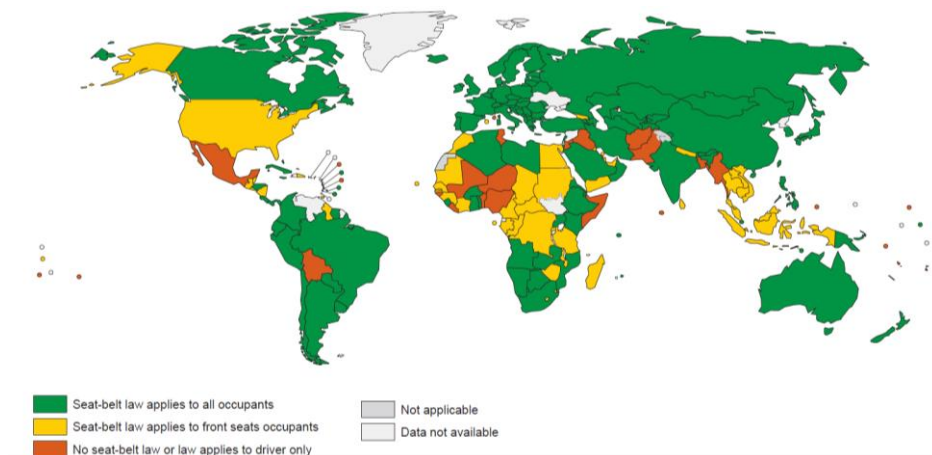 Seat-belt law applies to all occupants
Seat-belt law applies to front seats occupants
No seat-belt law or law applies to driver only
Not applicable
Data not available